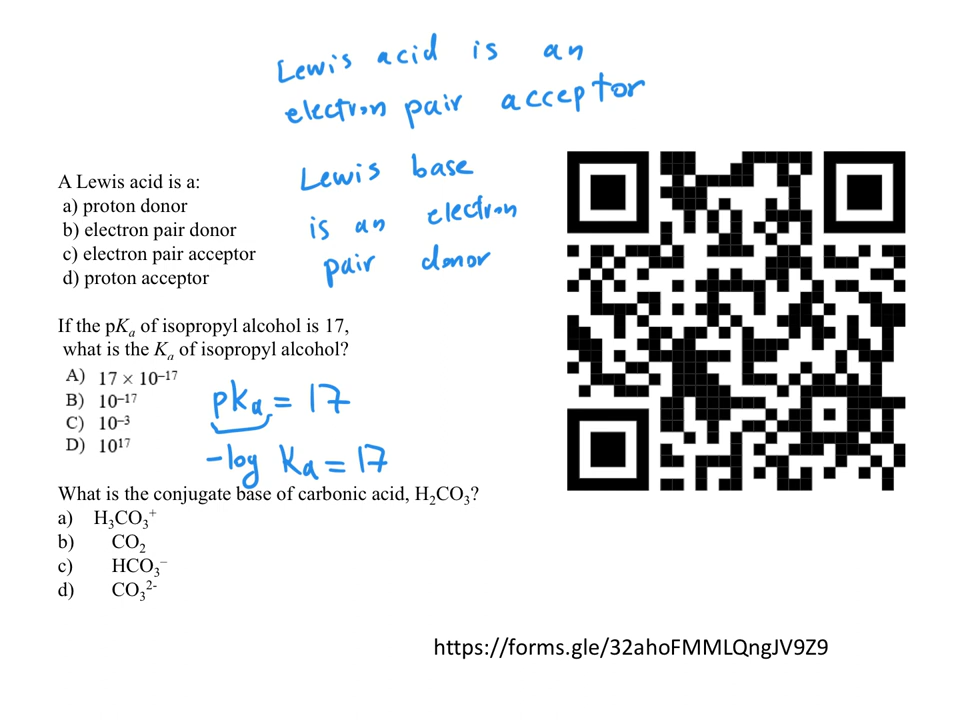 Lewis acid is an
electron pair acceptor
A Lewis acid is a:
a) proton donor
b) electron pair donor
c) electron pair acceptor
d) proton acceptor
Lewis base
is an electron
pair donor
If the pKₐ of isopropyl alcohol is 17,
what is the Kₐ of isopropyl alcohol?
A) 17 × 10⁻¹⁷
B) 10⁻¹⁷
C) 10⁻³
D) 10¹⁷
pka = 17
-log Ka = 17
What is the conjugate base of carbonic acid, H₂CO₃?
a) H₃CO₃⁺
b) CO₂
c) HCO₃⁻
d) CO₃²⁻
https://forms.gle/32ahoFMMLQngJV9Z9